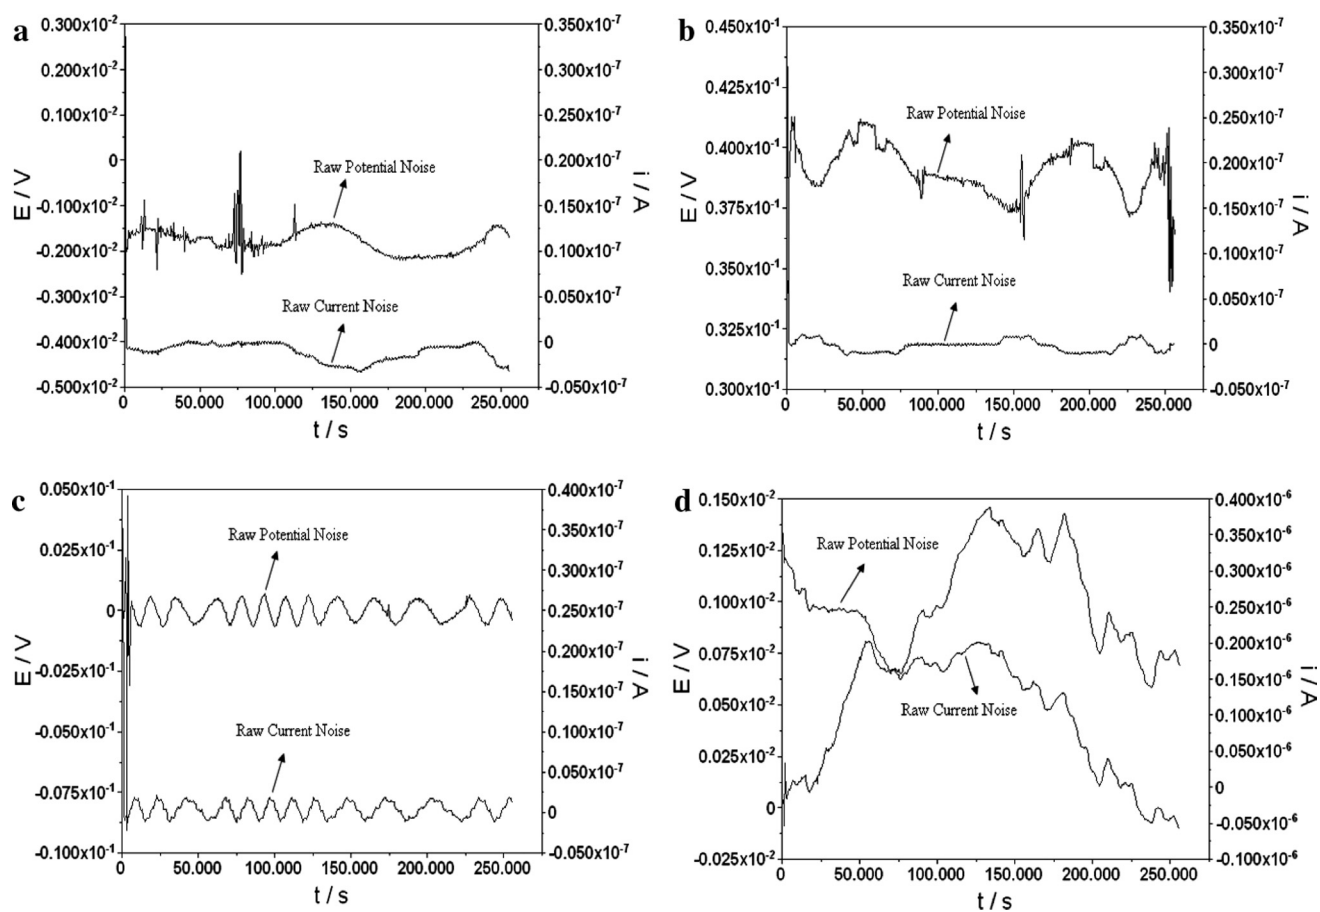 a
0.300x10-2
0.200x10-2
0.100x10-2
0
-0.100x10-2
-0.200x10-2
-0.300x10-2
-0.400x10-2
-0.500x10-2
E / V
Raw Potential Noise
Raw Current Noise
0.350x10-7
0.300x10-7
0.250x10-7
0.200x10-7
0.150x10-7
0.100x10-7
0.050x10-7
0
-0.050x10-7
i / A
0 50.000 100.000 150.000 200.000 250.000
t / s
b
0.450x10-1
0.425x10-1
0.400x10-1
0.375x10-1
0.350x10-1
0.325x10-1
0.300x10-1
E / V
Raw Potential Noise
Raw Current Noise
0.350x10-7
0.300x10-7
0.250x10-7
0.200x10-7
0.150x10-7
0.100x10-7
0.050x10-7
0
-0.050x10-7
i / A
0 50.000 100.000 150.000 200.000 250.000
t / s
c
0.050x10-1
0.025x10-1
0
-0.025x10-1
-0.050x10-1
-0.075x10-1
-0.100x10-1
E / V
Raw Potential Noise
Raw Current Noise
0.400x10-7
0.350x10-7
0.300x10-7
0.250x10-7
0.200x10-7
0.150x10-7
0.100x10-7
0.050x10-7
0
-0.050x10-7
i / A
0 50.000 100.000 150.000 200.000 250.000
t / s
d
0.150x10-2
0.125x10-2
0.100x10-2
0.075x10-2
0.050x10-2
0.025x10-2
0
-0.025x10-2
E / V
Raw Potential Noise
Raw Current Noise
0.400x10-6
0.350x10-6
0.300x10-6
0.250x10-6
0.200x10-6
0.150x10-6
0.100x10-6
0.050x10-6
0
-0.050x10-6
-0.100x10-6
i / A
0 50.000 100.000 150.000 200.000 250.000
t / s